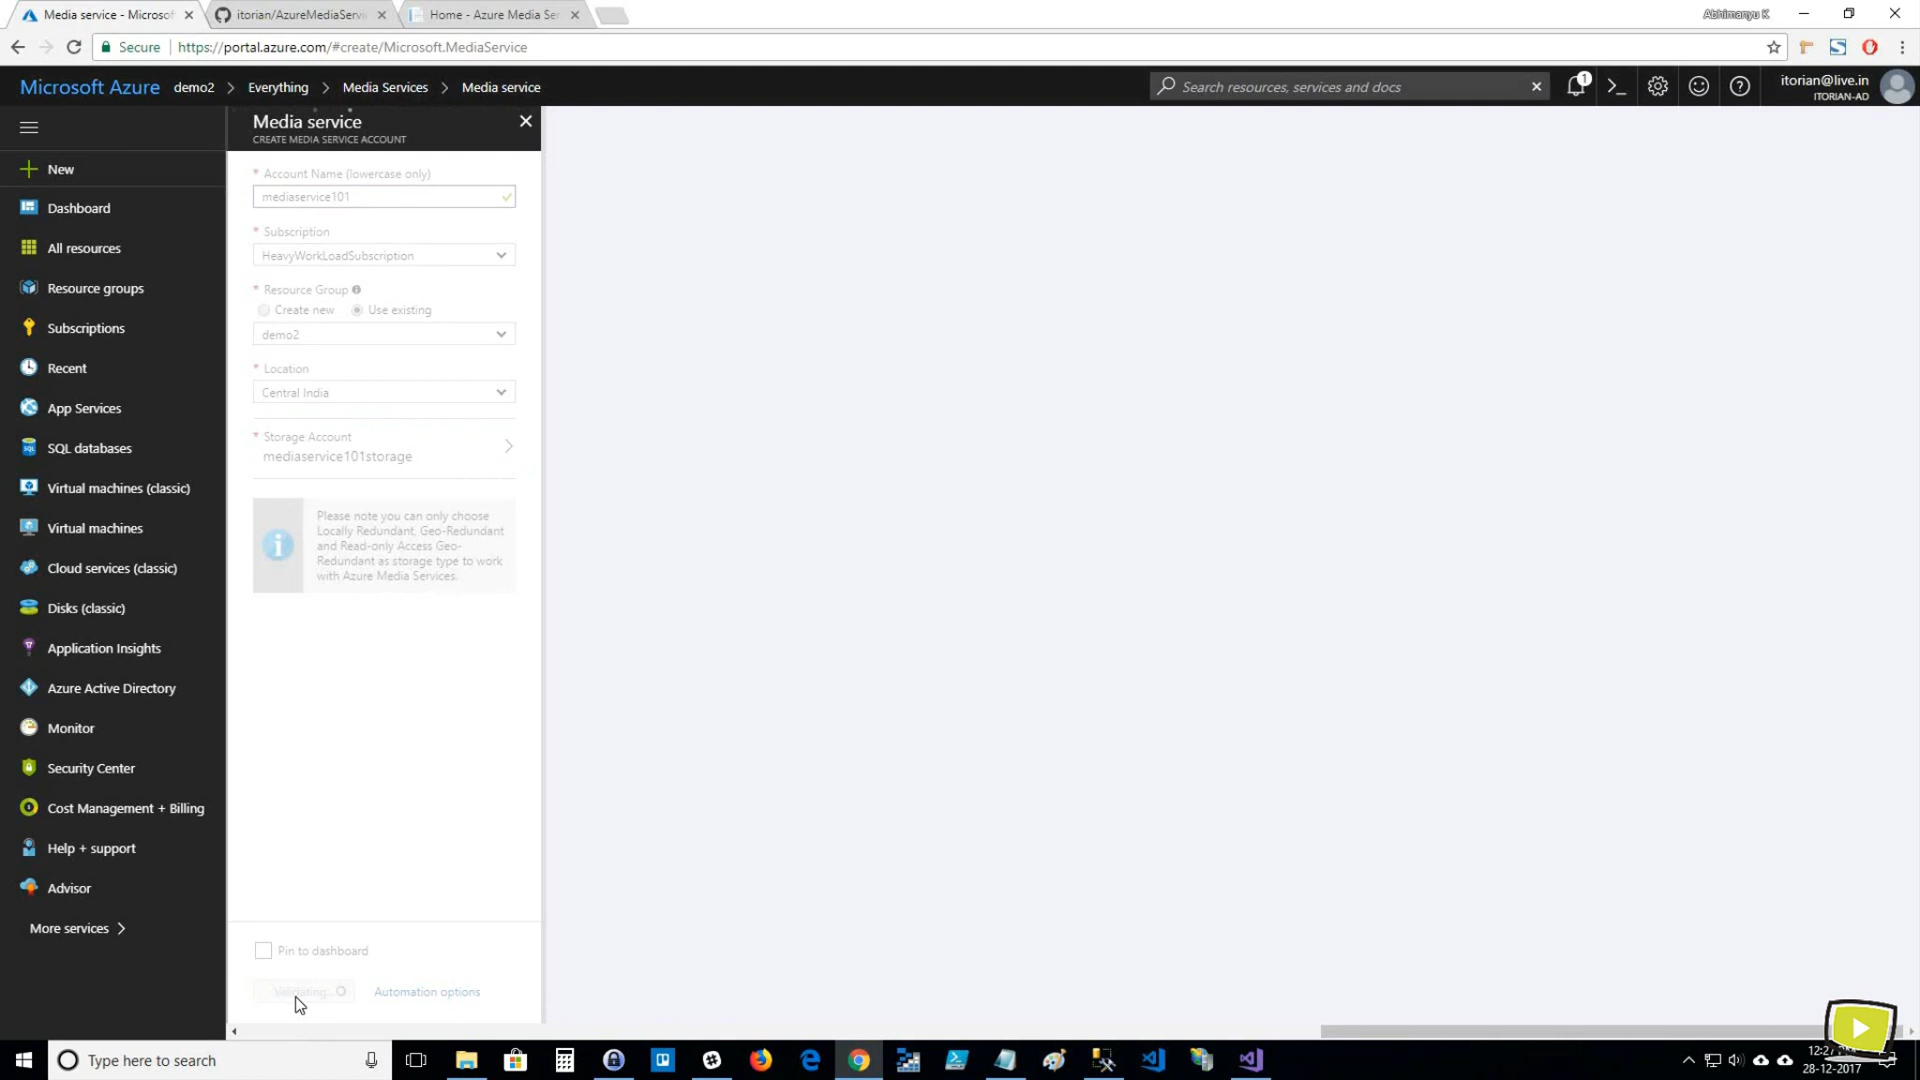 Media service - Microsof
itorian/AzureMediaServi
Home - Azure Media Ser
Abhimanyu K
Secure
https://portal.azure.com/#create/Microsoft.MediaService
Microsoft Azure
demo2
Everything
Media Services
Media service
Search resources, services and docs
1
itorian@live.in
ITORIAN-AD
New
Dashboard
All resources
Resource groups
Subscriptions
Recent
App Services
SQL databases
Virtual machines (classic)
Virtual machines
Cloud services (classic)
Disks (classic)
Application Insights
Azure Active Directory
Monitor
Security Center
Cost Management + Billing
Help + support
Advisor
More services
Media service
CREATE MEDIA SERVICE ACCOUNT
* Account Name (lowercase only)
mediaservice101
* Subscription
HeavyWorkLoadSubscription
* Resource Group
Create new
Use existing
demo2
* Location
Central India
* Storage Account
mediaservice101storage
Please note you can only choose
Locally Redundant, Geo-Redundant
and Read-only Access Geo-
Redundant as storage type to work
with Azure Media Services.
Pin to dashboard
Validating...
Automation options
Type here to search
28-12-2017